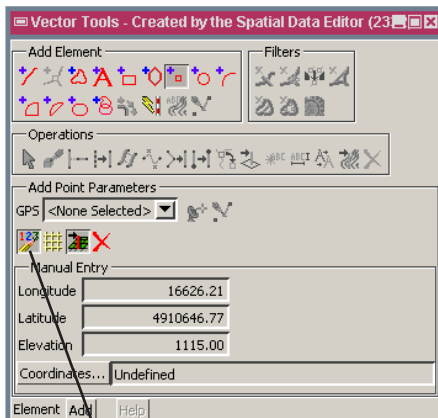 Vector Tools - Created by the Spatial Data Editor (23
Add Element
Filters
Operations
Add Point Parameters
GPS <None Selected>
123
Manual Entry
Longitude 16626.21
Latitude 4910646.77
Elevation 1115.00
Coordinates... Undefined
Element Add Help